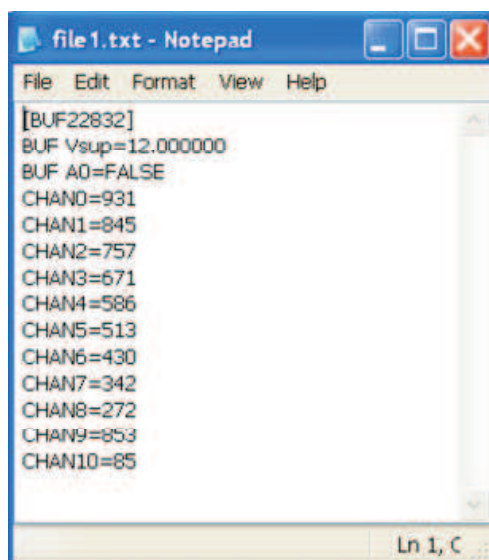 file1.txt - Notepad
File Edit Format View Help
[BUF22832]
BUF Vsup=12.000000
BUF A0=FALSE
CHAN0=931
CHAN1=845
CHAN2=757
CHAN3=671
CHAN4=586
CHAN5=513
CHAN6=430
CHAN7=342
CHAN8=272
CHAN9=853
CHAN10=85
Ln 1, C